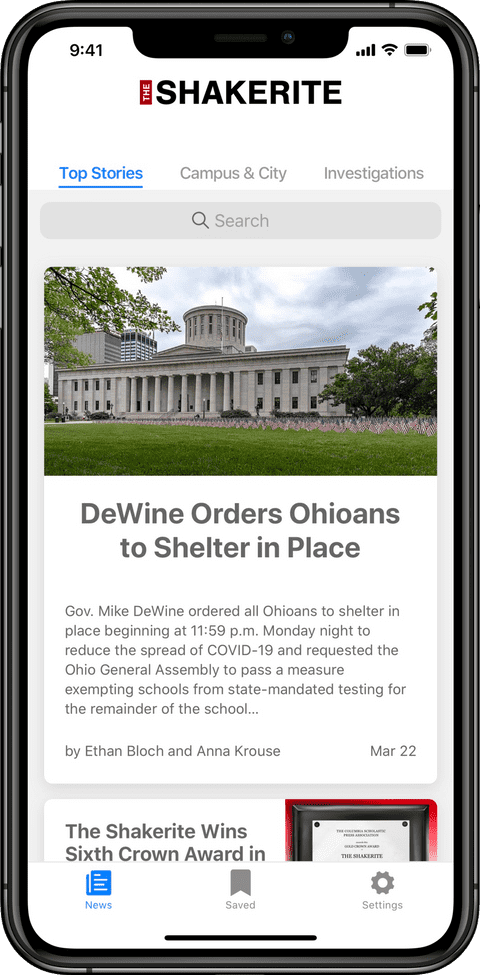 9:41
THE SHAKERITE
Top Stories Campus & City Investigations
Search
DeWine Orders Ohioans
to Shelter in Place
Gov. Mike DeWine ordered all Ohioans to shelter in
place beginning at 11:59 p.m. Monday night to
reduce the spread of COVID-19 and requested the
Ohio General Assembly to pass a measure
exempting schools from state-mandated testing for
the remainder of the school...
by Ethan Bloch and Anna Krouse Mar 22
The Shakerite Wins
Sixth Crown Award in
THE COLUMBIA SCHOLASTIC
PRESS ASSOCIATION
GOLD CROWN AWARD
THE SHAKERITE
News Saved Settings